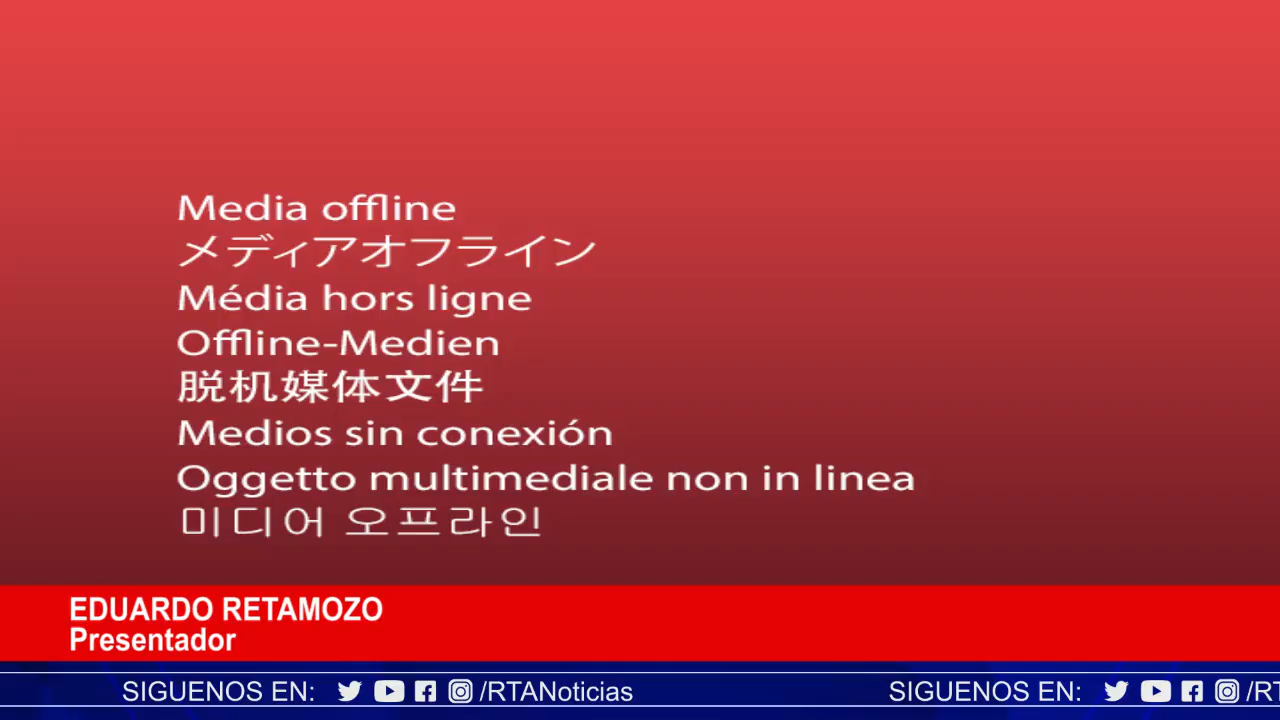 Media offline
メディアオフライン
Média hors ligne
Offline-Medien
脱机媒体文件
Medios sin conexión
Oggetto multimediale non in linea
미디어 오프라인
EDUARDO RETAMOZO
Presentador
SIGUENOS EN: /RTANoticias SIGUENOS EN: /RT